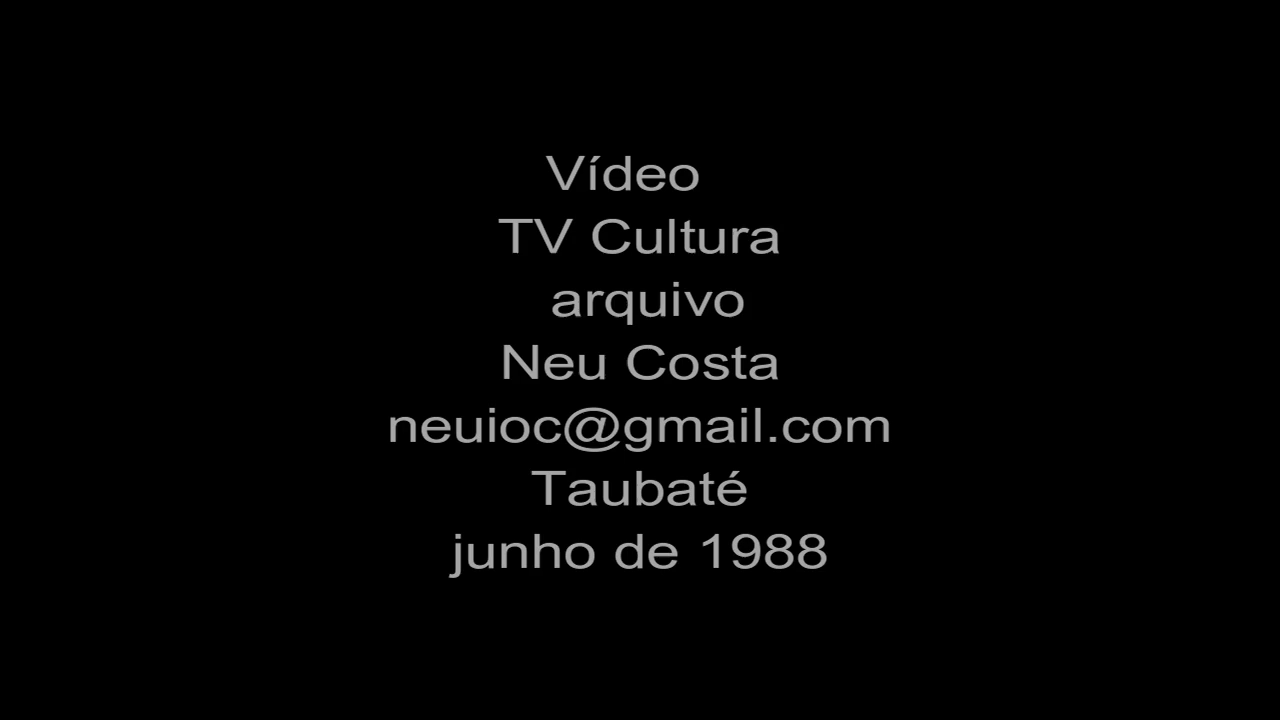 Vídeo
TV Cultura
arquivo
Neu Costa
neuioc@gmail.com
Taubaté
junho de 1988